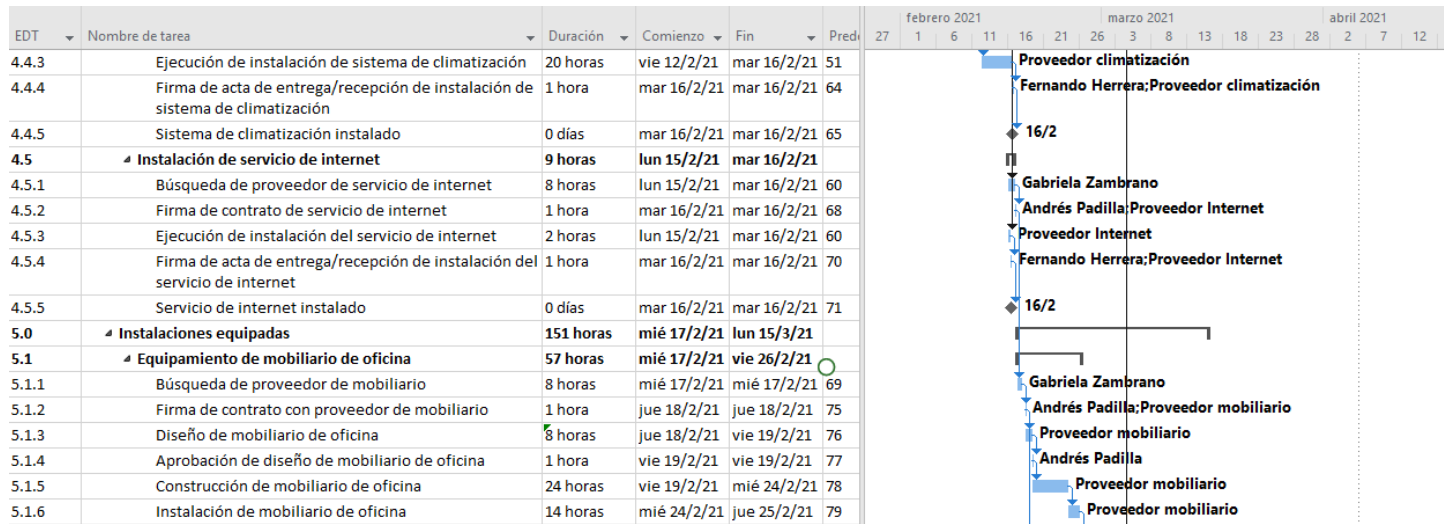 febrero 2021 marzo 2021 abril 2021
EDT Nombre de tarea Duración Comienzo Fin Pred 27 1 6 11 16 21 26 3 8 13 18 23 28 2 7 12
4.4.3 Ejecución de instalación de sistema de climatización 20 horas vie 12/2/21 mar 16/2/21 51 Proveedor climatización
4.4.4 Firma de acta de entrega/recepción de instalación de 1 hora mar 16/2/21 mar 16/2/21 64 Fernando Herrera;Proveedor climatización
sistema de climatización
4.4.5 Sistema de climatización instalado 0 días mar 16/2/21 mar 16/2/21 65 16/2
4.5 Instalación de servicio de internet 9 horas lun 15/2/21 mar 16/2/21
4.5.1 Búsqueda de proveedor de servicio de internet 8 horas lun 15/2/21 mar 16/2/21 60 Gabriela Zambrano
4.5.2 Firma de contrato de servicio de internet 1 hora mar 16/2/21 mar 16/2/21 68 Andrés Padilla;Proveedor Internet
4.5.3 Ejecución de instalación del servicio de internet 2 horas lun 15/2/21 mar 16/2/21 60 Proveedor Internet
4.5.4 Firma de acta de entrega/recepción de instalación del 1 hora mar 16/2/21 mar 16/2/21 70 Fernando Herrera;Proveedor Internet
servicio de internet
4.5.5 Servicio de internet instalado 0 días mar 16/2/21 mar 16/2/21 71 16/2
5.0 Instalaciones equipadas 151 horas mié 17/2/21 lun 15/3/21
5.1 Equipamiento de mobiliario de oficina 57 horas mié 17/2/21 vie 26/2/21
5.1.1 Búsqueda de proveedor de mobiliario 8 horas mié 17/2/21 mié 17/2/21 69 Gabriela Zambrano
5.1.2 Firma de contrato con proveedor de mobiliario 1 hora jue 18/2/21 jue 18/2/21 75 Andrés Padilla;Proveedor mobiliario
5.1.3 Diseño de mobiliario de oficina 8 horas jue 18/2/21 vie 19/2/21 76 Proveedor mobiliario
5.1.4 Aprobación de diseño de mobiliario de oficina 1 hora vie 19/2/21 vie 19/2/21 77 Andrés Padilla
5.1.5 Construcción de mobiliario de oficina 24 horas vie 19/2/21 mié 24/2/21 78 Proveedor mobiliario
5.1.6 Instalación de mobiliario de oficina 14 horas mié 24/2/21 jue 25/2/21 79 Proveedor mobiliario